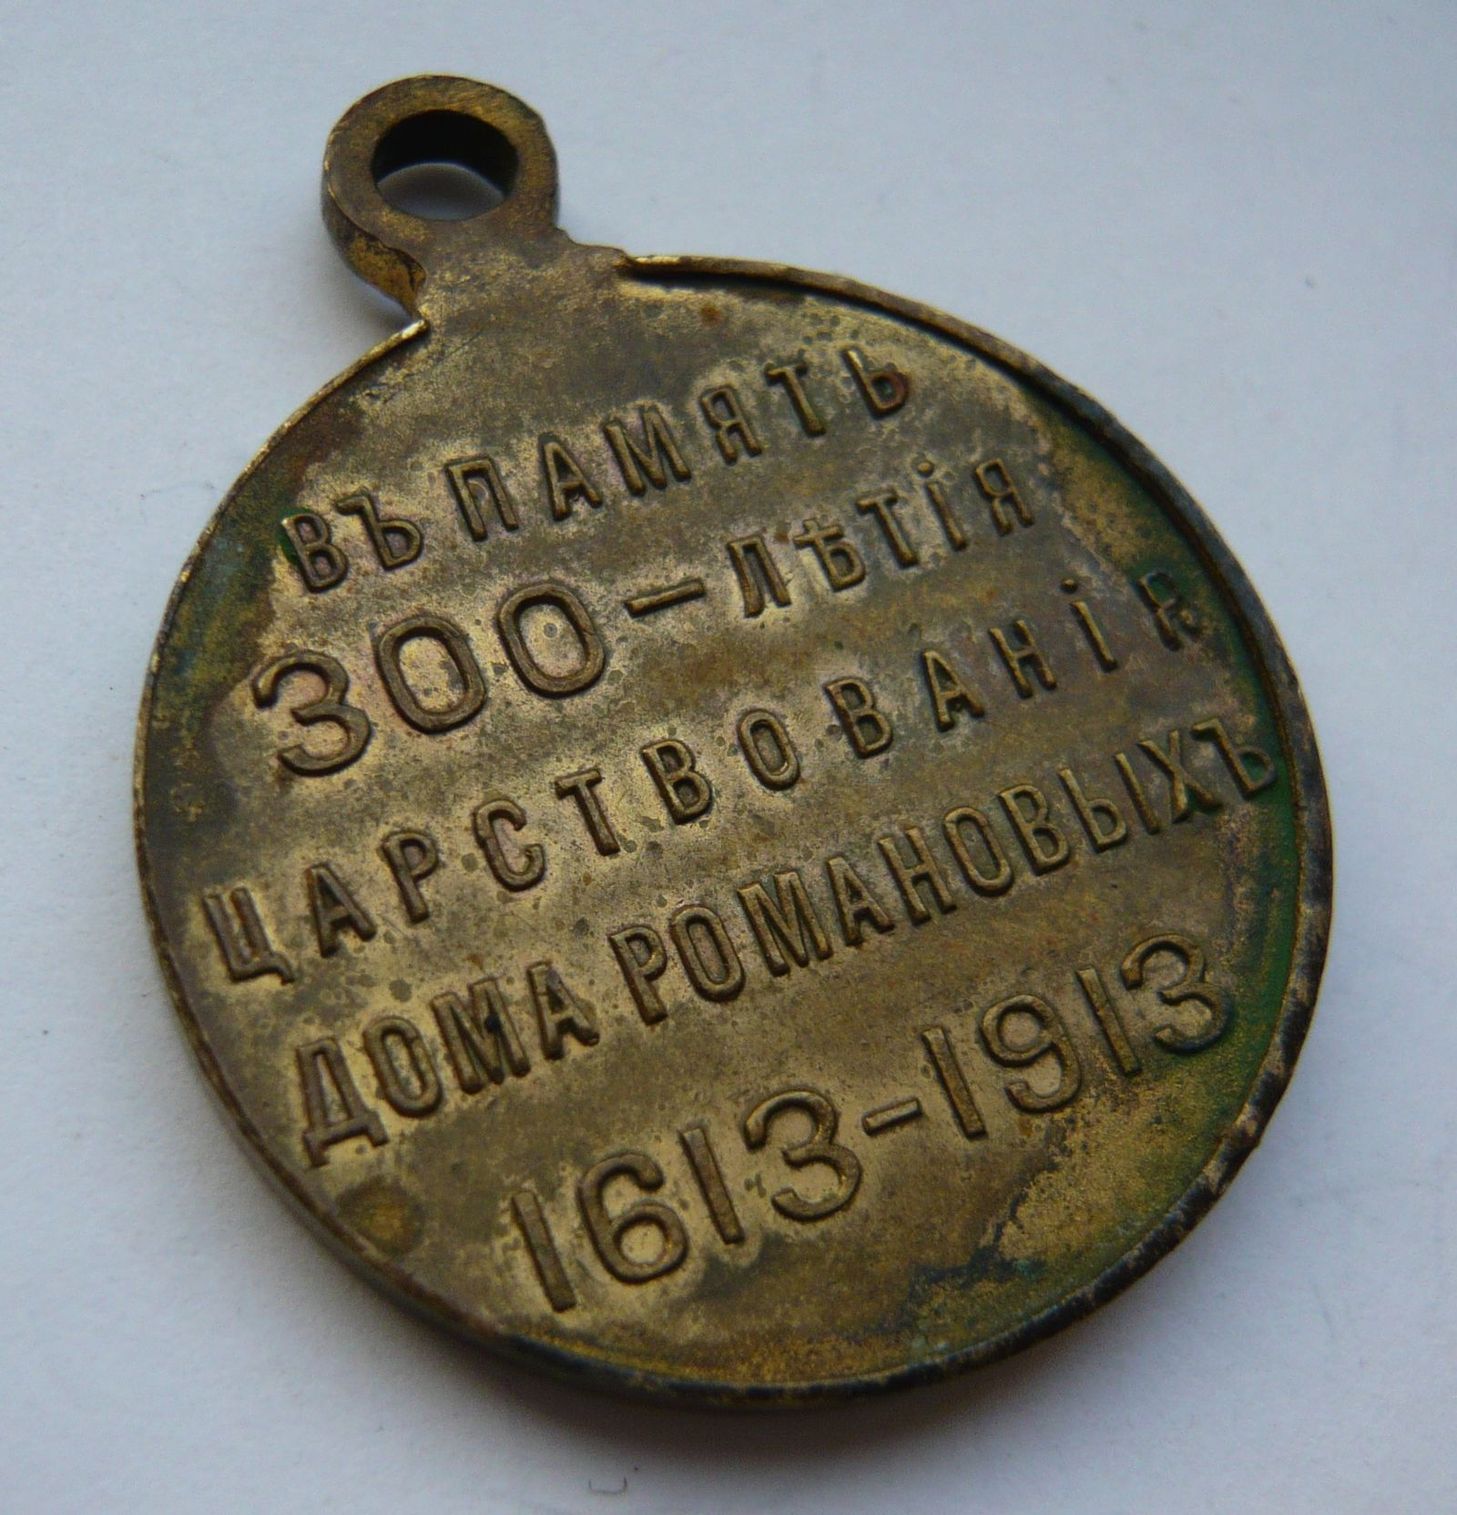 ВЪ ПАМЯТЬ
300-ЛѢТІЯ
ЦАРСТВОВАНІЯ
ДОМА РОМАНОВЫХЪ
1613-1913